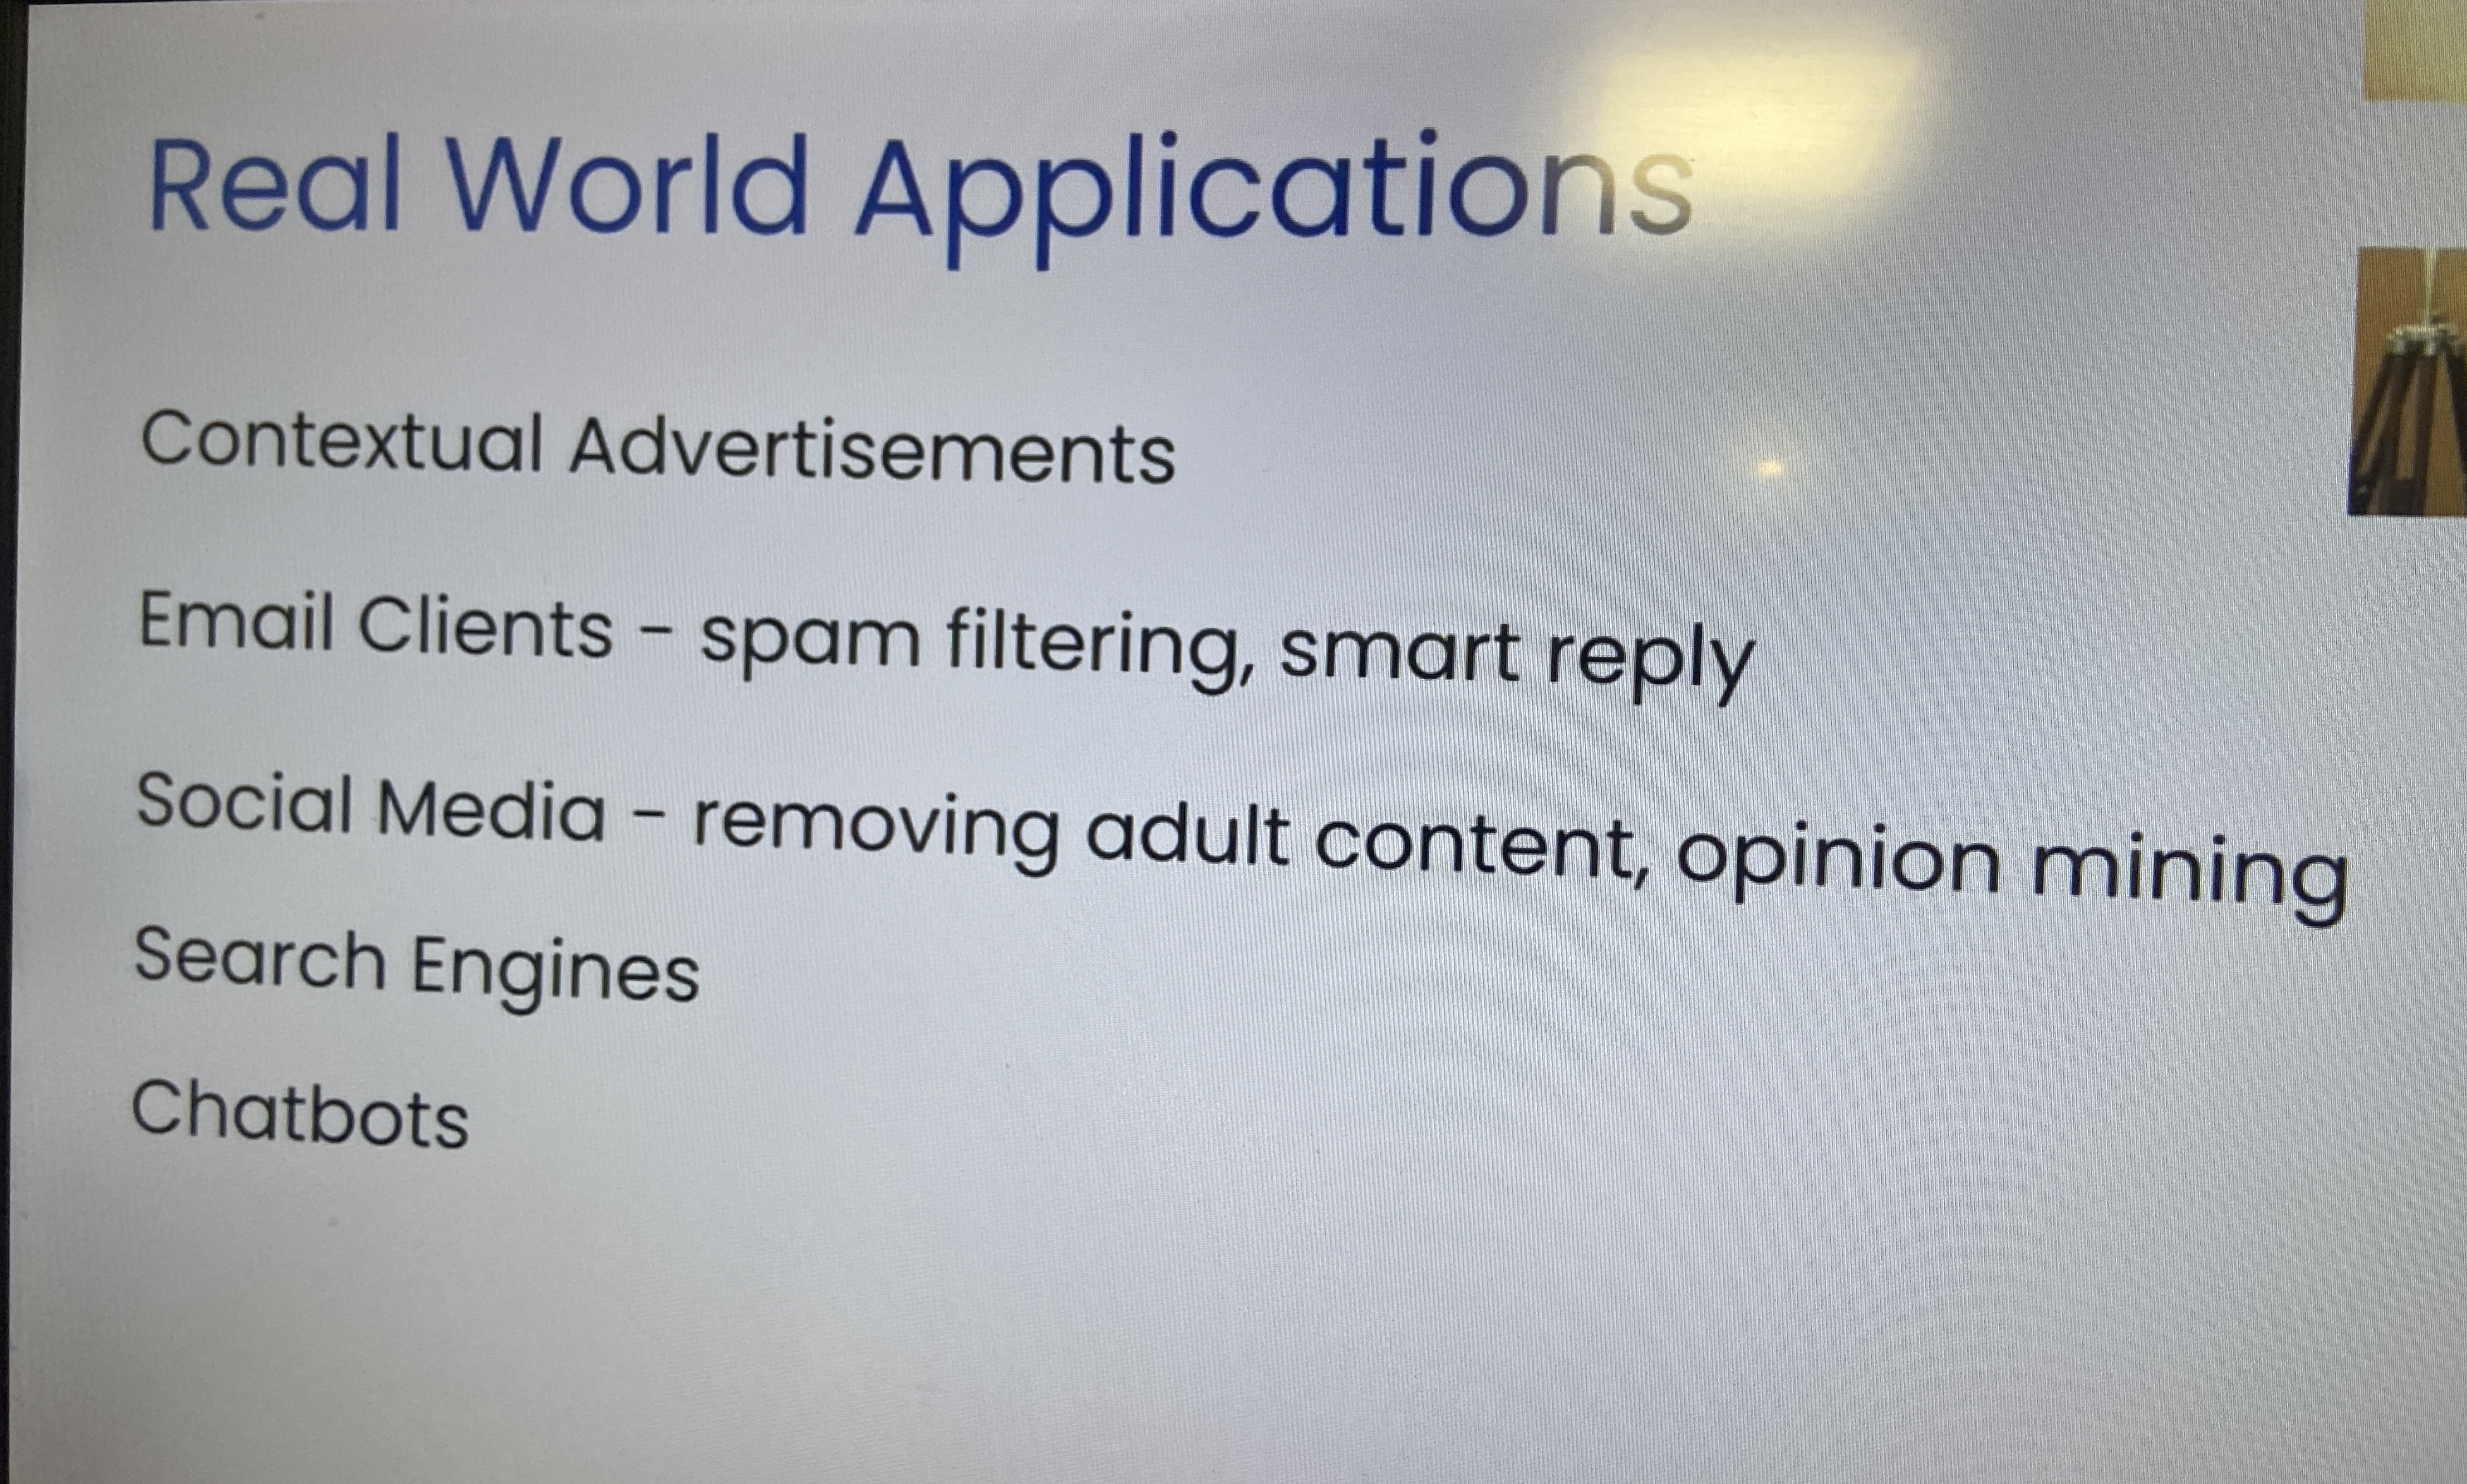 Real World Applications
Contextual Advertisements
Email Clients - spam filtering, smart reply
Social Media - removing adult content, opinion mining
Search Engines
Chatbots